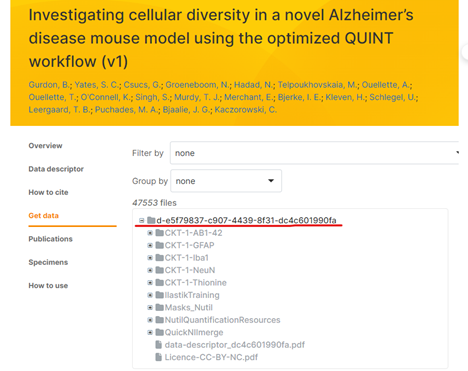 Investigating cellular diversity in a novel Alzheimer's
disease mouse model using the optimized QUINT
workflow (v1)
Gurdon, B.; Yates, S. C.; Csucs, G.; Groeneboom, N.; Hadad, N.; Telpoukhovskaia, M.; Ouellette, A.;
Ouellette, T.; O'Connell, K.; Singh, S.; Murdy, T. J.; Merchant, E.; Bjerke, I. E.; Kleven, H.; Schlegel, U.;
Leergaard, T. B.; Puchades, M. A.; Bjaalie, J. G.; Kaczorowski, C.
Overview
Data descriptor
How to cite
Get data
Publications
Specimens
How to use
Filter by none
Group by none
47553 files
d-e5f79837-c907-4439-8f31-dc4c601990fa
CKT-1-AB1-42
CKT-1-GFAP
CKT-1-Iba1
CKT-1-NeuN
CKT-1-Thionine
IlastikTraining
Masks_Nutil
NutilQuantificationResources
QuickNIImerge
data-descriptor_dc4c601990fa.pdf
Licence-CC-BY-NC.pdf